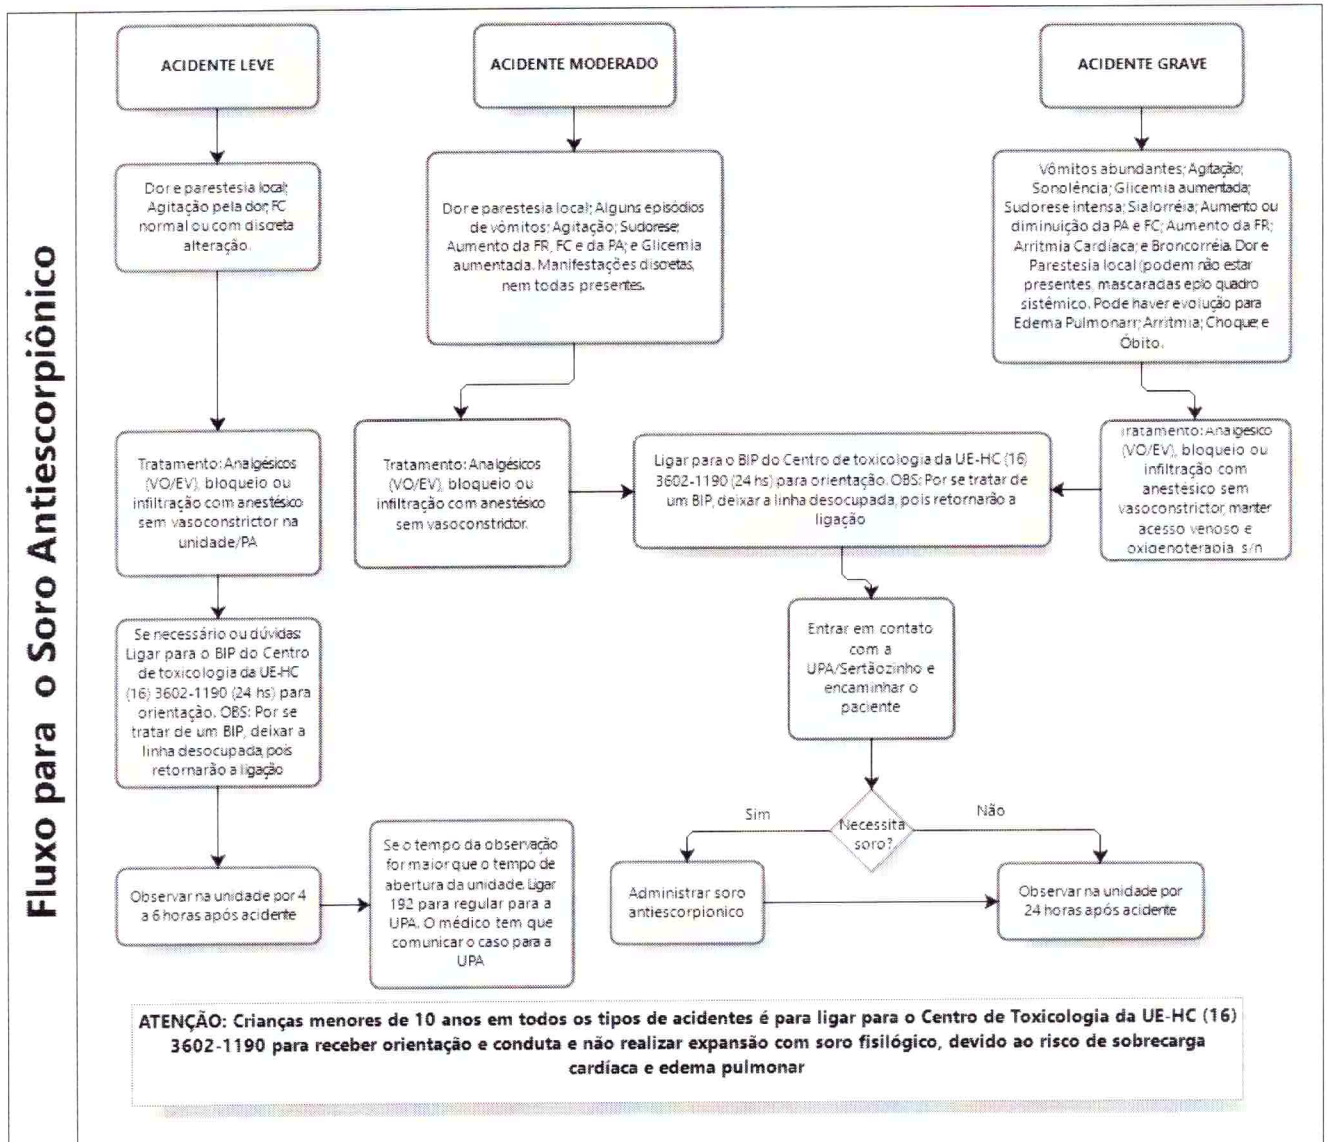 Fluxo para o Soro Antiescorpiônico
ACIDENTE LEVE
Dor e parestesia local;
Agitação pela dor; FC
normal ou com discreta
alteração.
Tratamento: Analgésicos
(VO/EV), bloqueio ou
infiltração com anestésico
sem vasoconstrictor na
unidade/PA
Se necessário ou dúvidas:
Ligar para o BIP do Centro
de toxicologia da UE-HC
(16) 3602-1190 (24 hs) para
orientação. OBS: Por se
tratar de um BIP, deixar a
linha desocupada, pois
retornarão a ligação
Observar na unidade por 4
a 6 horas após acidente
Se o tempo da observação
for maior que o tempo de
abertura da unidade. Ligar
192 para regular para a
UPA. O médico tem que
comunicar o caso para a
UPA
ACIDENTE MODERADO
Dor e parestesia local; Alguns episódios
de vômitos; Agitação; Sudorese;
Aumento da FR, FC e da PA; e Glicemia
aumentada. Manifestações discretas,
nem todas presentes.
Tratamento: Analgésicos
(VO/EV), bloqueio ou
infiltração com anestésico
sem vasoconstrictor.
ACIDENTE GRAVE
Vômitos abundantes; Agitação;
Sonolência; Glicemia aumentada;
Sudorese intensa; Sialorréia; Aumento ou
diminuição da PA e FC; Aumento da FR;
Arritmia Cardíaca; e Broncorréia. Dor e
Parestesia local (podem não estar
presentes, mascaradas eplo quadro
sistêmico. Pode haver evolução para
Edema Pulmonarr; Arritmia; Choque; e
Óbito.
Tratamento: Analgésico
(VO/EV), bloqueio ou
infiltração com
anestésico sem
vasoconstrictor, manter
acesso venoso e
oxigenoterapia s/n
Ligar para o BIP do Centro de toxicologia da UE-HC (16)
3602-1190 (24 hs) para orientação. OBS: Por se tratar de
um BIP, deixar a linha desocupada, pois retornarão a
ligação
Entrar em contato
com a
UPA/Sertãozinho e
encaminhar o
paciente
Necessita
soro?
Sim
Não
Administrar soro
antiescorpionico
Observar na unidade por
24 horas após acidente
ATENÇÃO: Crianças menores de 10 anos em todos os tipos de acidentes é para ligar para o Centro de Toxicologia da UE-HC (16)
3602-1190 para receber orientação e conduta e não realizar expansão com soro fisilógico, devido ao risco de sobrecarga
cardíaca e edema pulmonar